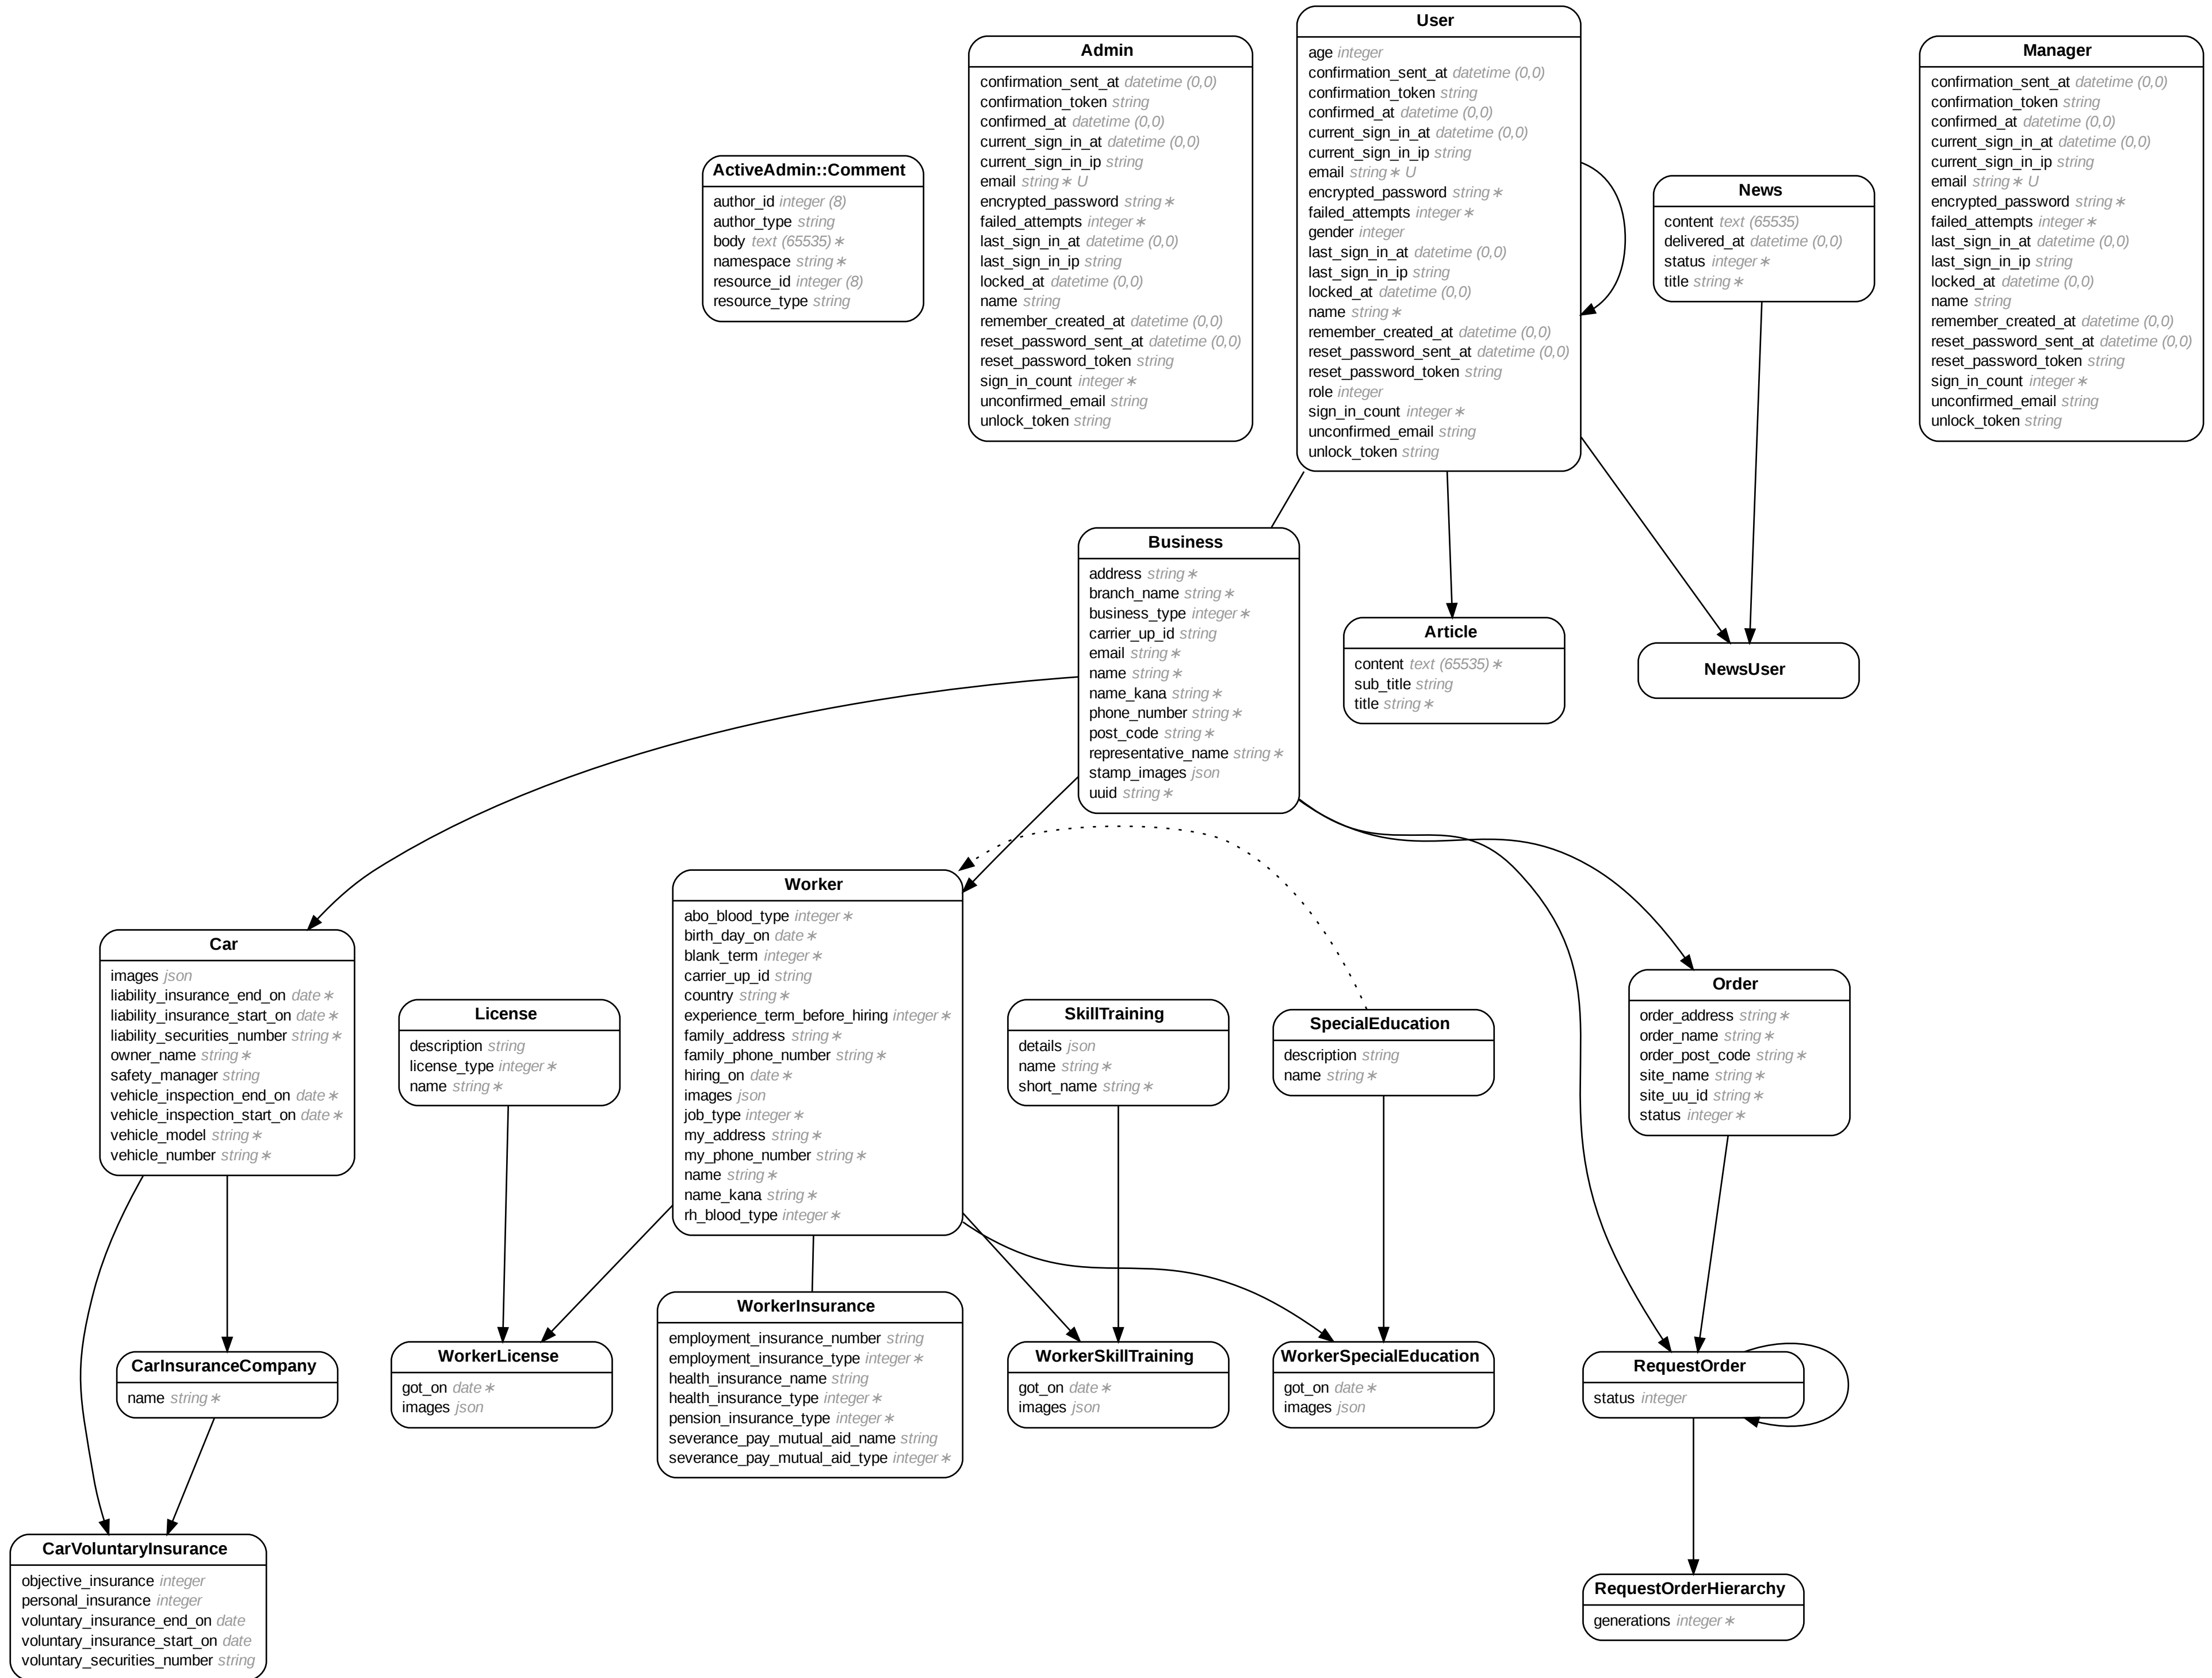 User
age integer
confirmation_sent_at datetime (0,0)
confirmation_token string
confirmed_at datetime (0,0)
current_sign_in_at datetime (0,0)
current_sign_in_ip string
email string∗ U
encrypted_password string∗
failed_attempts integer∗
gender integer
last_sign_in_at datetime (0,0)
last_sign_in_ip string
locked_at datetime (0,0)
name string∗
remember_created_at datetime (0,0)
reset_password_sent_at datetime (0,0)
reset_password_token string
role integer
sign_in_count integer∗
unconfirmed_email string
unlock_token string
Admin
confirmation_sent_at datetime (0,0)
confirmation_token string
confirmed_at datetime (0,0)
current_sign_in_at datetime (0,0)
current_sign_in_ip string
email string∗ U
encrypted_password string∗
failed_attempts integer∗
last_sign_in_at datetime (0,0)
last_sign_in_ip string
locked_at datetime (0,0)
name string
remember_created_at datetime (0,0)
reset_password_sent_at datetime (0,0)
reset_password_token string
sign_in_count integer∗
unconfirmed_email string
unlock_token string
Manager
confirmation_sent_at datetime (0,0)
confirmation_token string
confirmed_at datetime (0,0)
current_sign_in_at datetime (0,0)
current_sign_in_ip string
email string∗ U
encrypted_password string∗
failed_attempts integer∗
last_sign_in_at datetime (0,0)
last_sign_in_ip string
locked_at datetime (0,0)
name string
remember_created_at datetime (0,0)
reset_password_sent_at datetime (0,0)
reset_password_token string
sign_in_count integer∗
unconfirmed_email string
unlock_token string
ActiveAdmin::Comment
author_id integer (8)
author_type string
body text (65535)∗
namespace string∗
resource_id integer (8)
resource_type string
News
content text (65535)
delivered_at datetime (0,0)
status integer∗
title string∗
Business
address string∗
branch_name string∗
business_type integer∗
carrier_up_id string
email string∗
name string∗
name_kana string∗
phone_number string∗
post_code string∗
representative_name string∗
stamp_images json
uuid string∗
Article
content text (65535)∗
sub_title string
title string∗
NewsUser
Worker
abo_blood_type integer∗
birth_day_on date∗
blank_term integer∗
carrier_up_id string
country string∗
experience_term_before_hiring integer∗
family_address string∗
family_phone_number string∗
hiring_on date∗
images json
job_type integer∗
my_address string∗
my_phone_number string∗
name string∗
name_kana string∗
rh_blood_type integer∗
Car
images json
liability_insurance_end_on date∗
liability_insurance_start_on date∗
liability_securities_number string∗
owner_name string∗
safety_manager string
vehicle_inspection_end_on date∗
vehicle_inspection_start_on date∗
vehicle_model string∗
vehicle_number string∗
License
description string
license_type integer∗
name string∗
SkillTraining
details json
name string∗
short_name string∗
SpecialEducation
description string
name string∗
Order
order_address string∗
order_name string∗
order_post_code string∗
site_name string∗
site_uu_id string∗
status integer∗
CarInsuranceCompany
name string∗
WorkerLicense
got_on date∗
images json
WorkerInsurance
employment_insurance_number string
employment_insurance_type integer∗
health_insurance_name string
health_insurance_type integer∗
pension_insurance_type integer∗
severance_pay_mutual_aid_name string
severance_pay_mutual_aid_type integer∗
WorkerSkillTraining
got_on date∗
images json
WorkerSpecialEducation
got_on date∗
images json
RequestOrder
status integer
CarVoluntaryInsurance
objective_insurance integer
personal_insurance integer
voluntary_insurance_end_on date
voluntary_insurance_start_on date
voluntary_securities_number string
RequestOrderHierarchy
generations integer∗